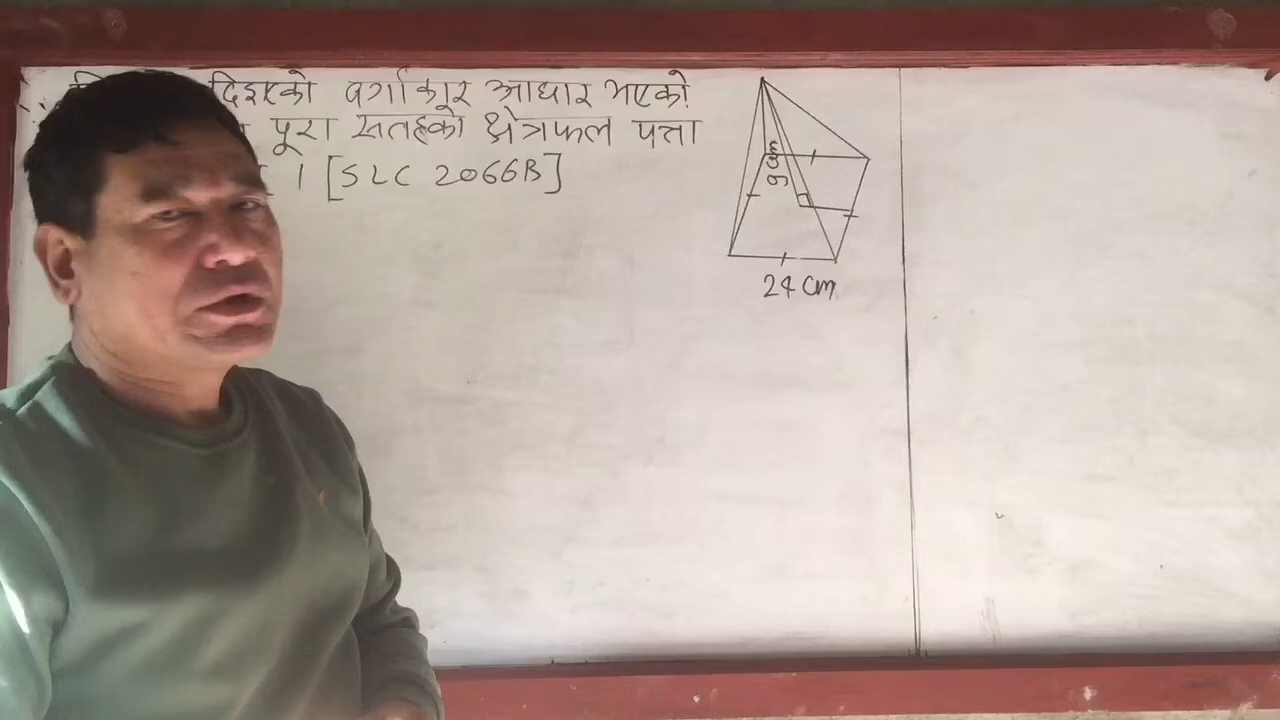 दिइएको वर्गाकार आधार भएको
पूरा सतहको क्षेत्रफल पत्ता
। [SLC 2066B]
9 cm
24 cm